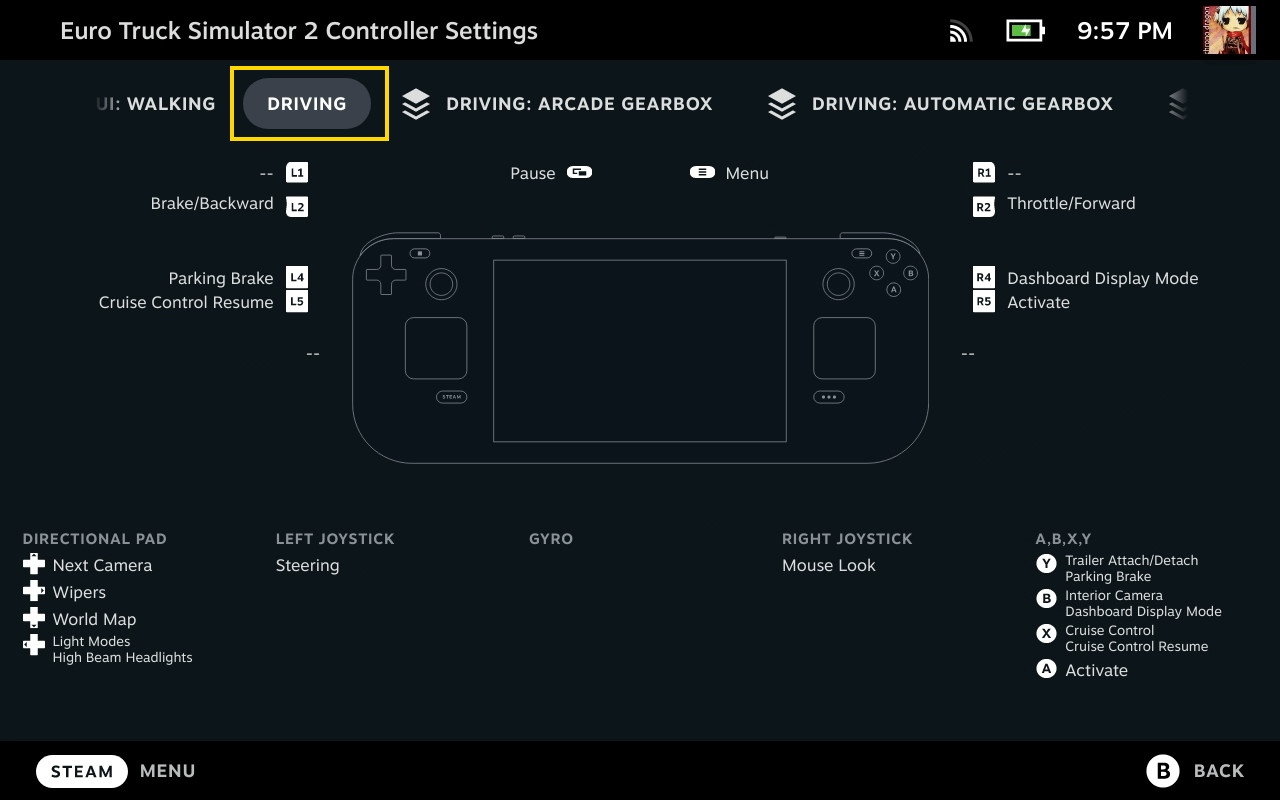 Euro Truck Simulator 2 Controller Settings
9:57 PM
UI: WALKING
DRIVING
DRIVING: ARCADE GEARBOX
DRIVING: AUTOMATIC GEARBOX
-- L1
Pause
Menu
R1 --
Brake/Backward L2
R2 Throttle/Forward
Parking Brake L4
R4 Dashboard Display Mode
Cruise Control Resume L5
R5 Activate
--
--
Y
X
B
A
STEAM
DIRECTIONAL PAD
Next Camera
Wipers
World Map
Light Modes
High Beam Headlights
LEFT JOYSTICK
Steering
GYRO
RIGHT JOYSTICK
Mouse Look
A,B,X,Y
Y Trailer Attach/Detach
Parking Brake
B Interior Camera
Dashboard Display Mode
X Cruise Control
Cruise Control Resume
A Activate
STEAM MENU
B BACK